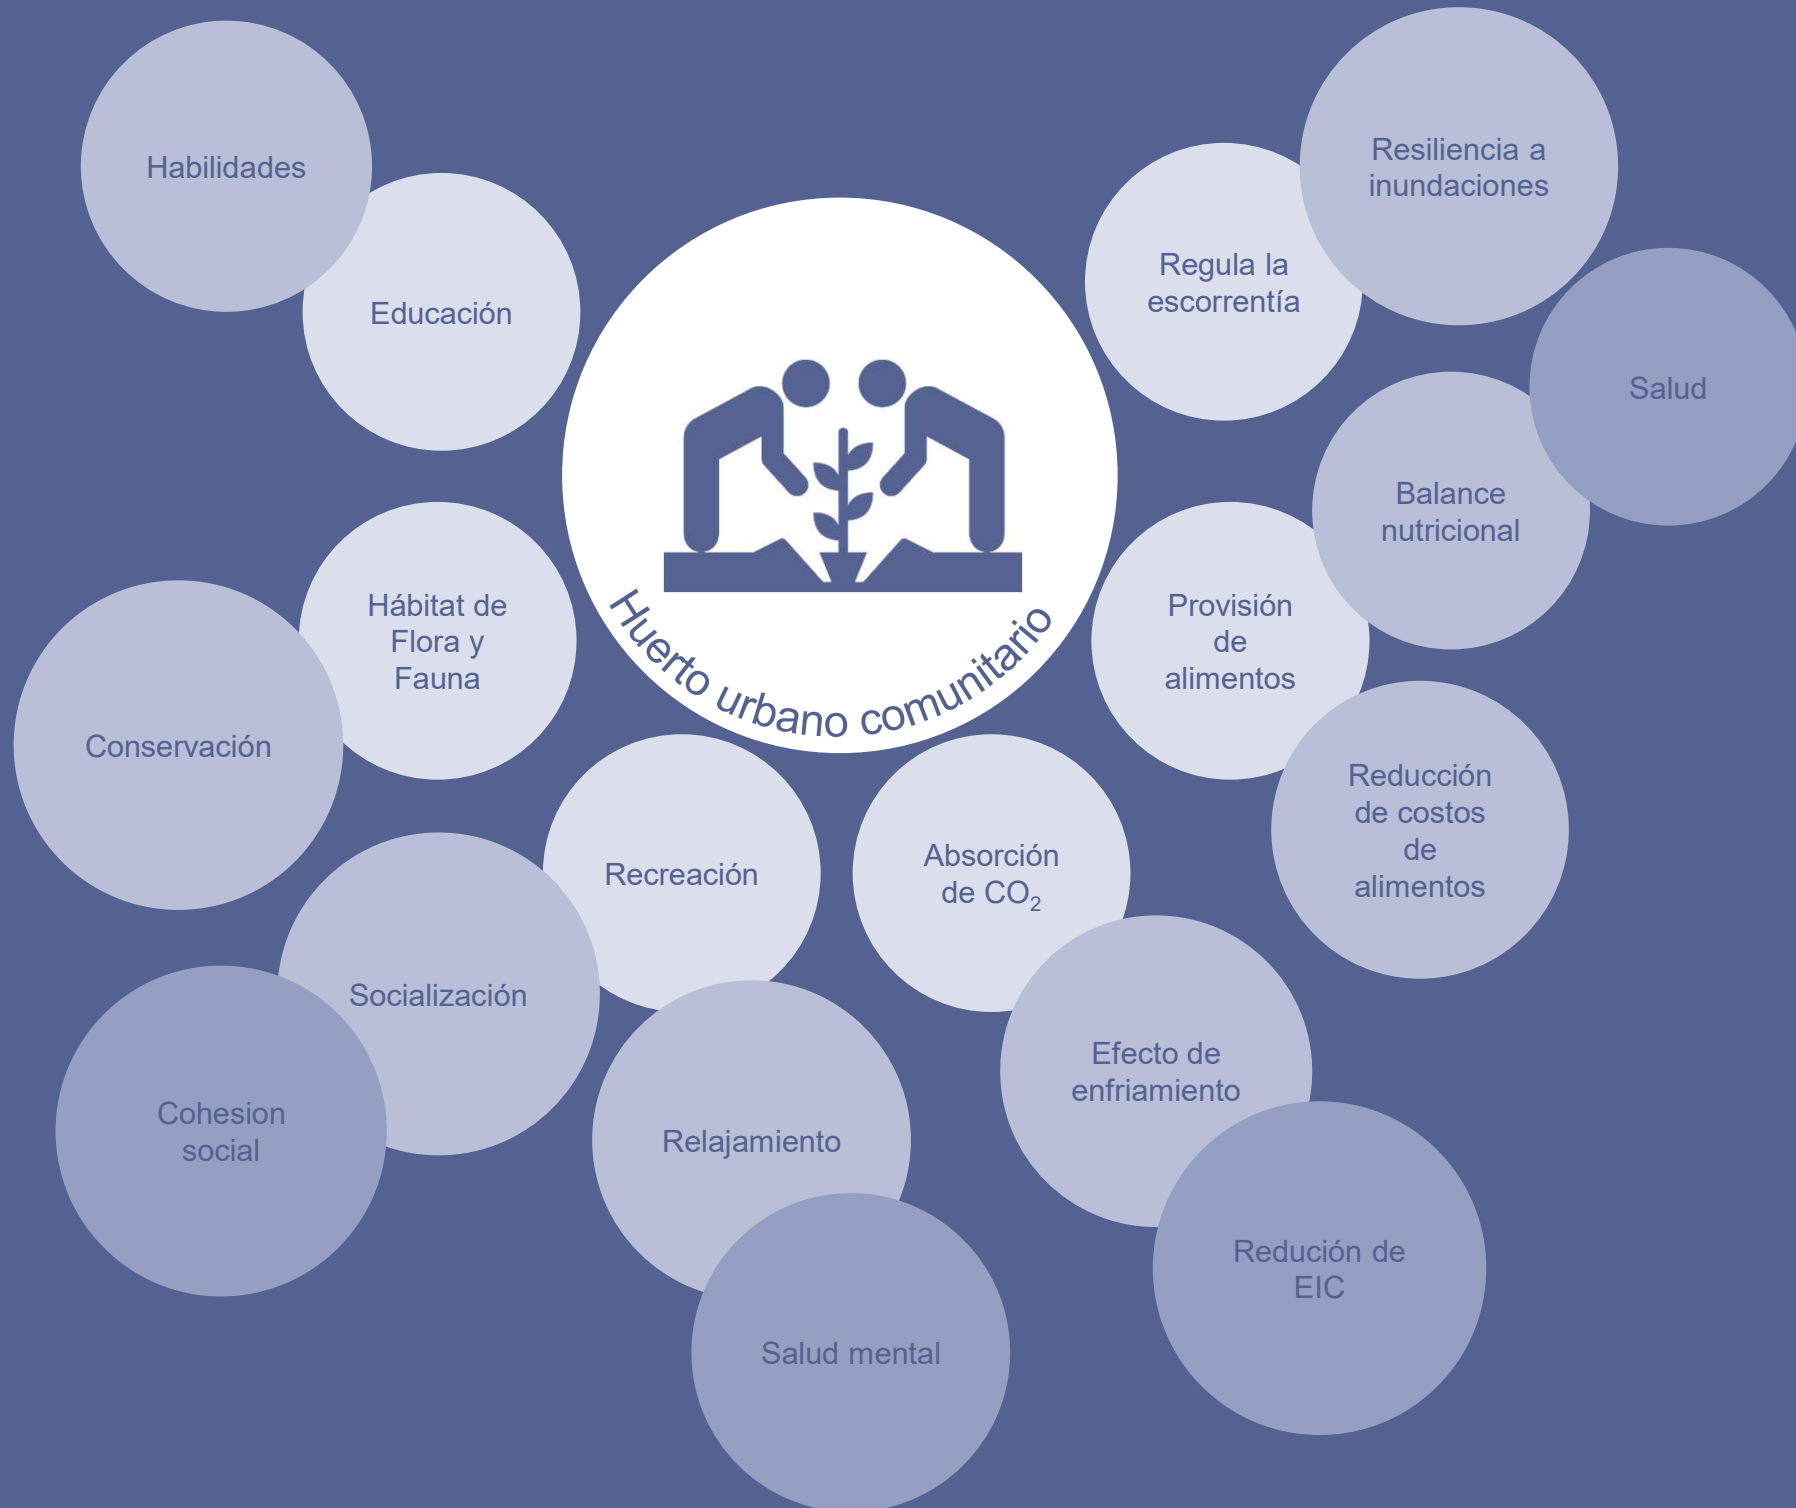 Habilidades
Educación
Resiliencia a
inundaciones
Regula la
escorrentía
Salud
Balance
nutricional
Provisión
de
alimentos
Reducción
de costos
de
alimentos
Huerto urbano comunitario
Hábitat de
Flora y
Fauna
Conservación
Recreación
Absorción
de CO₂
Socialización
Cohesion
social
Relajamiento
Salud mental
Efecto de
enfriamiento
Redución de
EIC